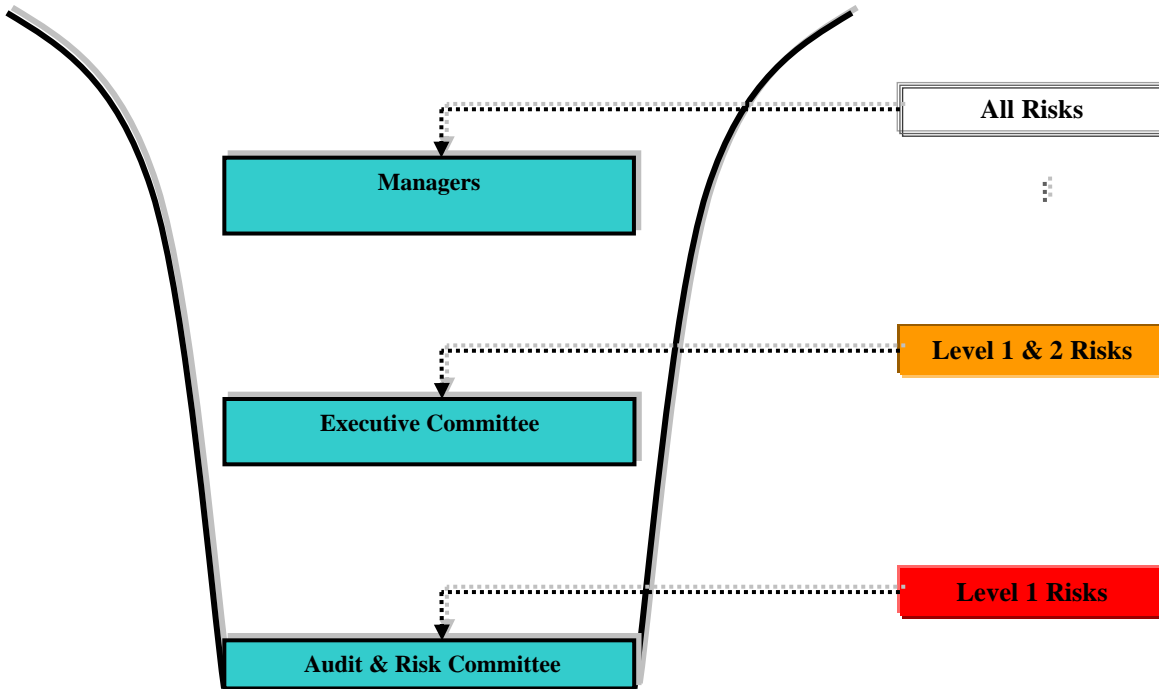 All Risks
Managers
Level 1 & 2 Risks
Executive Committee
Level 1 Risks
Audit & Risk Committee